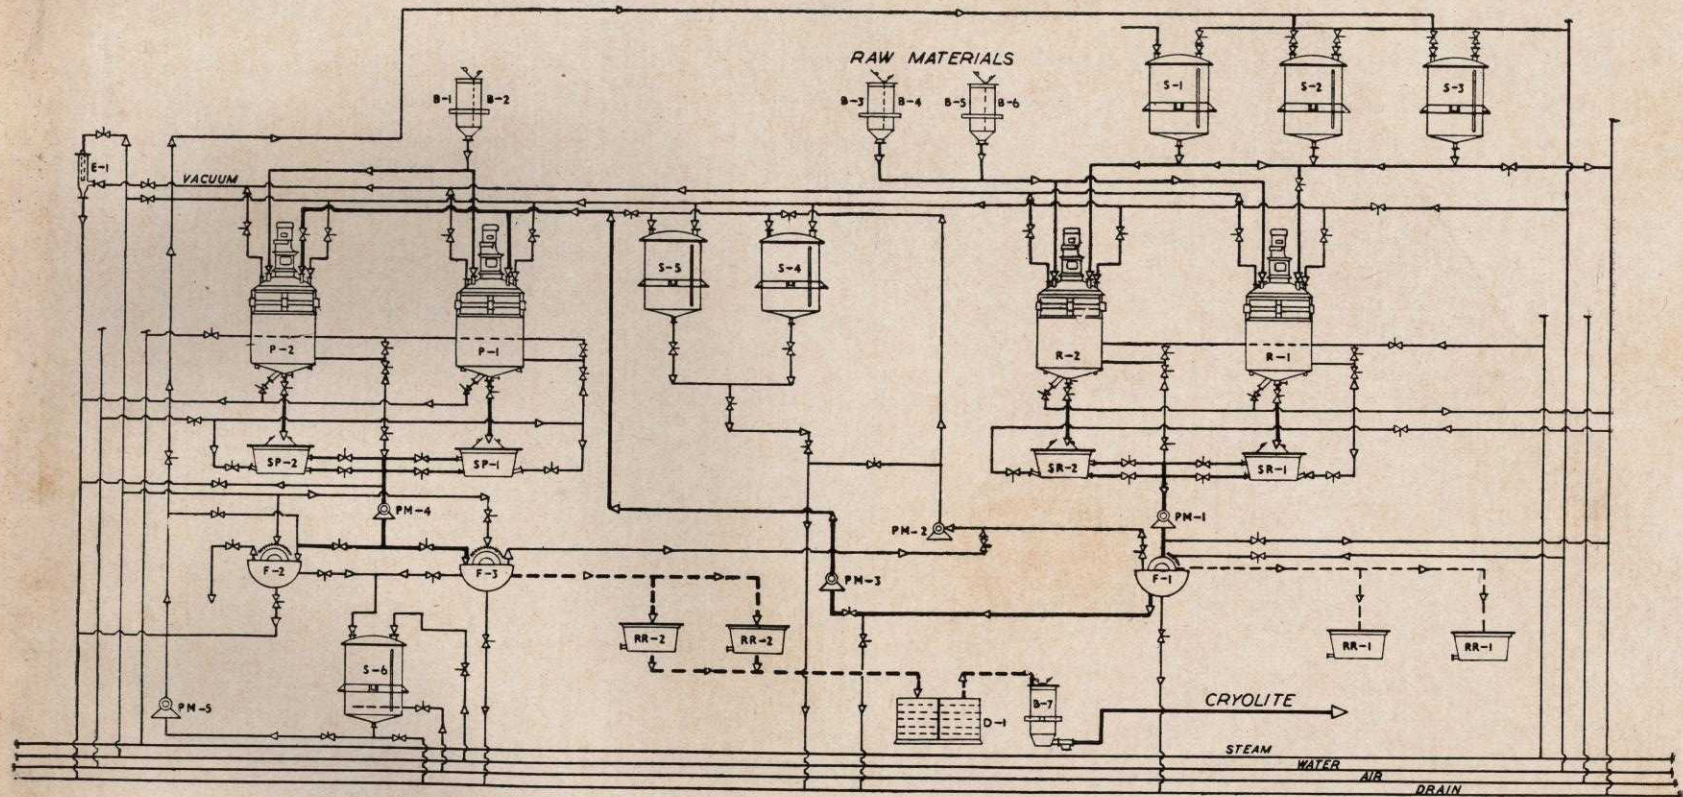 RAW MATERIALS
B-1 B-2
B-3 B-4 B-5 B-6
S-1 S-2 S-3
E-1
VACUUM
S-5 S-4
P-2 P-1
R-2 R-1
SP-2 SP-1
SR-2 SR-1
PM-4
PM-2
PM-1
F-2 F-3
PM-3
F-1
RR-2 RR-2
RR-1 RR-1
S-6
PM-5
D-1
B-7
CRYOLITE
STEAM
WATER
AIR
DRAIN